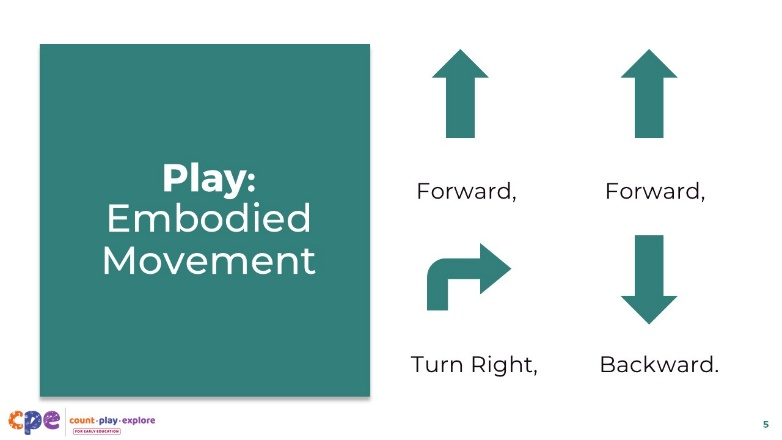 Play:
Embodied
Movement
Forward,
Forward,
Turn Right,
Backward.
cpe
count·play·explore
FOR EARLY EDUCATION
5